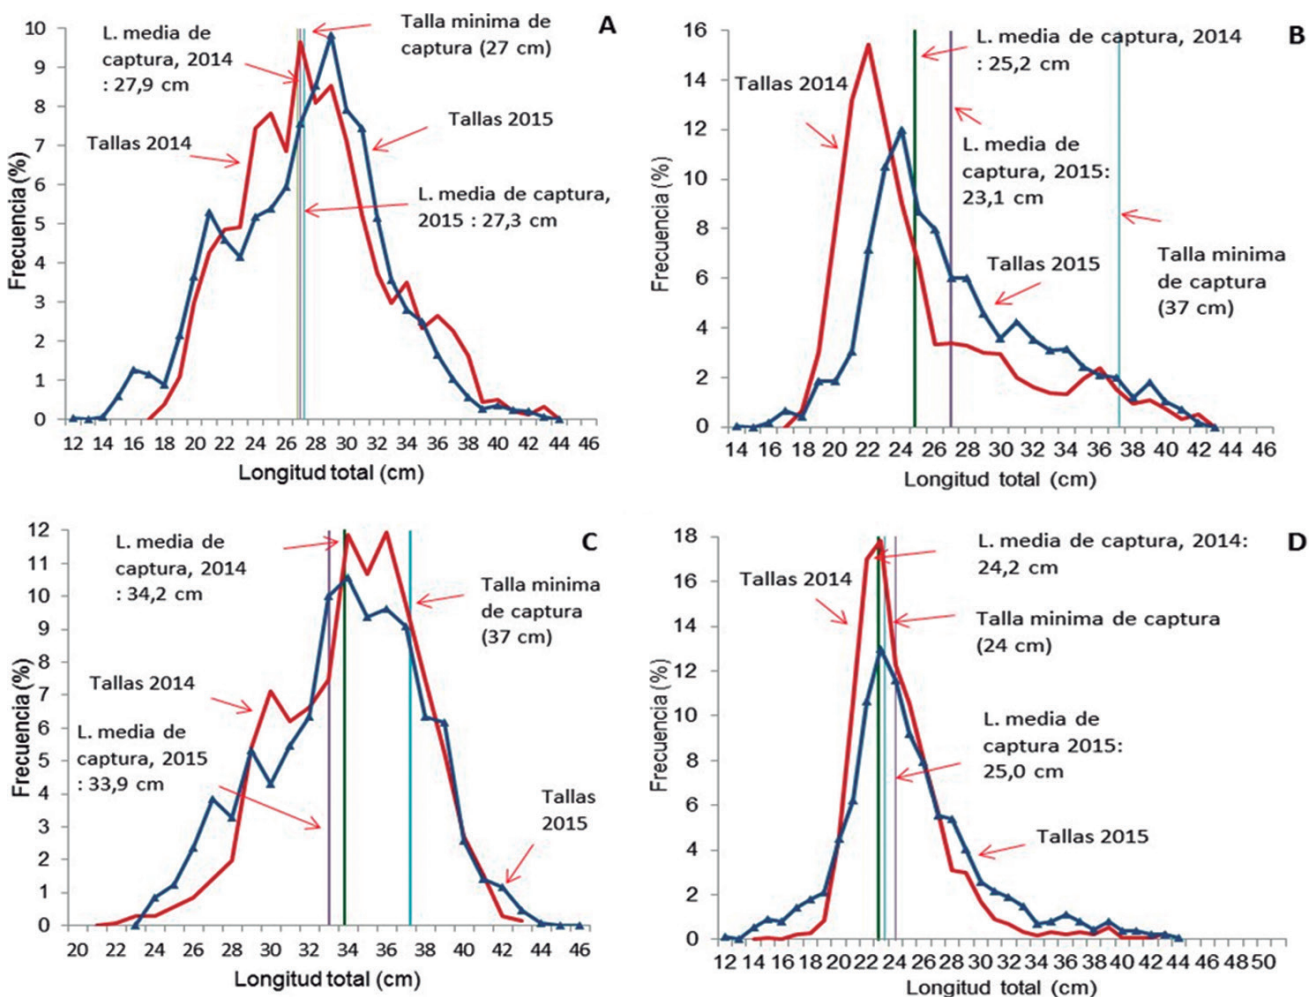 A
L. media de
captura, 2014
: 27,9 cm
Talla minima de
captura (27 cm)
Tallas 2014
Tallas 2015
L. media de captura,
2015 : 27,3 cm
Frecuencia (%)
10
9
8
7
6
5
4
3
2
1
0
12 14 16 18 20 22 24 26 28 30 32 34 36 38 40 42 44 46
Longitud total (cm)
B
L. media de captura, 2014
: 25,2 cm
Tallas 2014
L. media de
captura, 2015:
23,1 cm
Tallas 2015
Talla minima
de captura
(37 cm)
Frecuencia (%)
16
14
12
10
8
6
4
2
0
14 16 18 20 22 24 26 28 30 32 34 36 38 40 42 44 46
Longitud total (cm)
C
L. media de
captura, 2014
: 34,2 cm
Talla minima
de captura
(37 cm)
Tallas 2014
L. media de
captura, 2015
: 33,9 cm
Tallas
2015
Frecuencia (%)
12
11
10
9
8
7
6
5
4
3
2
1
0
20 22 24 26 28 30 32 34 36 38 40 42 44 46
Longitud total (cm)
D
L. media de captura, 2014:
24,2 cm
Tallas 2014
Talla minima de captura
(24 cm)
L. media de
captura 2015:
25,0 cm
Tallas 2015
Frecuencia (%)
18
16
14
12
10
8
6
4
2
0
12 14 16 18 20 22 24 26 28 30 32 34 36 38 40 42 44 46 48 50
Longitud total (cm)